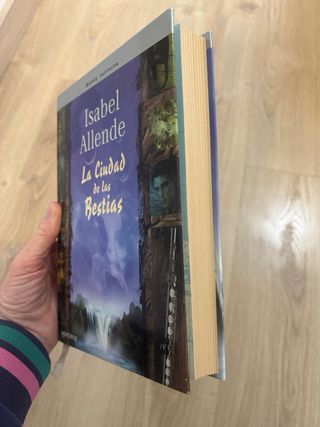 SERIE INFINITA
Isabel
Allende
La Ciudad
de las
Bestias